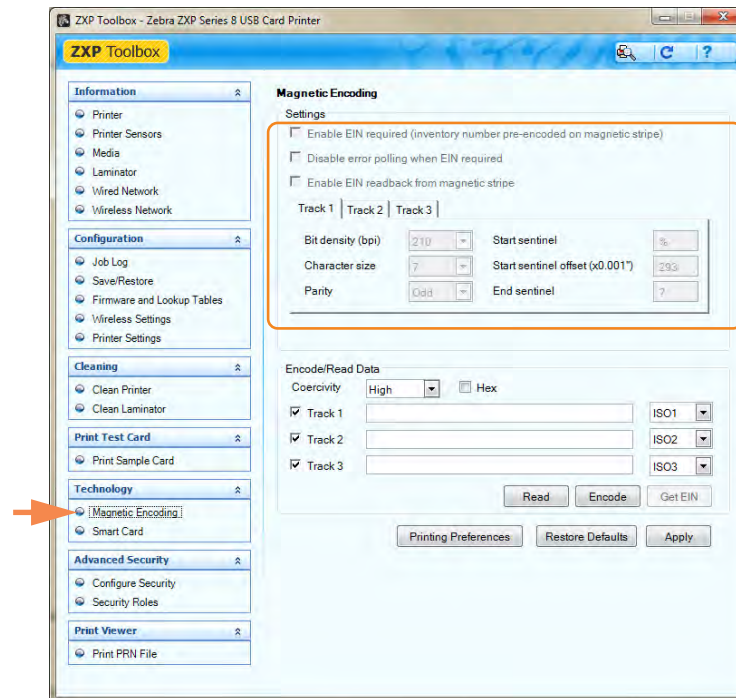 ZXP Toolbox - Zebra ZXP Series 8 USB Card Printer
ZXP Toolbox
Information
Printer
Printer Sensors
Media
Laminator
Wired Network
Wireless Network
Configuration
Job Log
Save/Restore
Firmware and Lookup Tables
Wireless Settings
Printer Settings
Cleaning
Clean Printer
Clean Laminator
Print Test Card
Print Sample Card
Technology
Magnetic Encoding
Smart Card
Advanced Security
Configure Security
Security Roles
Print Viewer
Print PRN File
Magnetic Encoding
Settings
Enable EIN required (inventory number pre-encoded on magnetic stripe)
Disable error polling when EIN required
Enable EIN readback from magnetic stripe
Track 1 Track 2 Track 3
Bit density (bpi) 210 Start sentinel %
Character size 7 Start sentinel offset (x0.001") 293
Parity Odd End sentinel ?
Encode/Read Data
Coercivity High Hex
Track 1 ISO1
Track 2 ISO2
Track 3 ISO3
Read Encode Get EIN
Printing Preferences Restore Defaults Apply